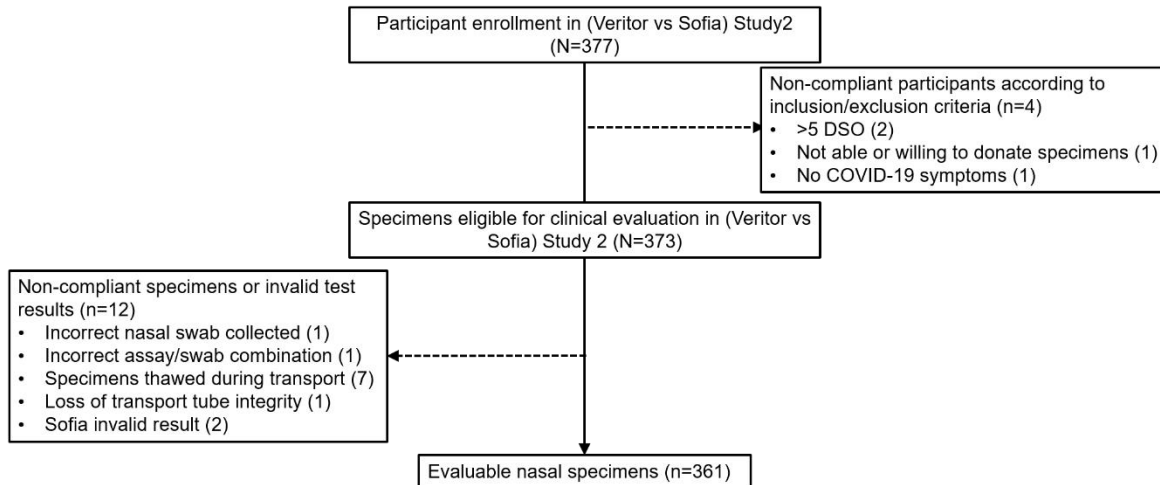 Participant enrollment in (Veritor vs Sofia) Study2
(N=377)
Non-compliant participants according to
inclusion/exclusion criteria (n=4)
• >5 DSO (2)
• Not able or willing to donate specimens (1)
• No COVID-19 symptoms (1)
Specimens eligible for clinical evaluation in (Veritor vs
Sofia) Study 2 (N=373)
Non-compliant specimens or invalid test
results (n=12)
• Incorrect nasal swab collected (1)
• Incorrect assay/swab combination (1)
• Specimens thawed during transport (7)
• Loss of transport tube integrity (1)
• Sofia invalid result (2)
Evaluable nasal specimens (n=361)